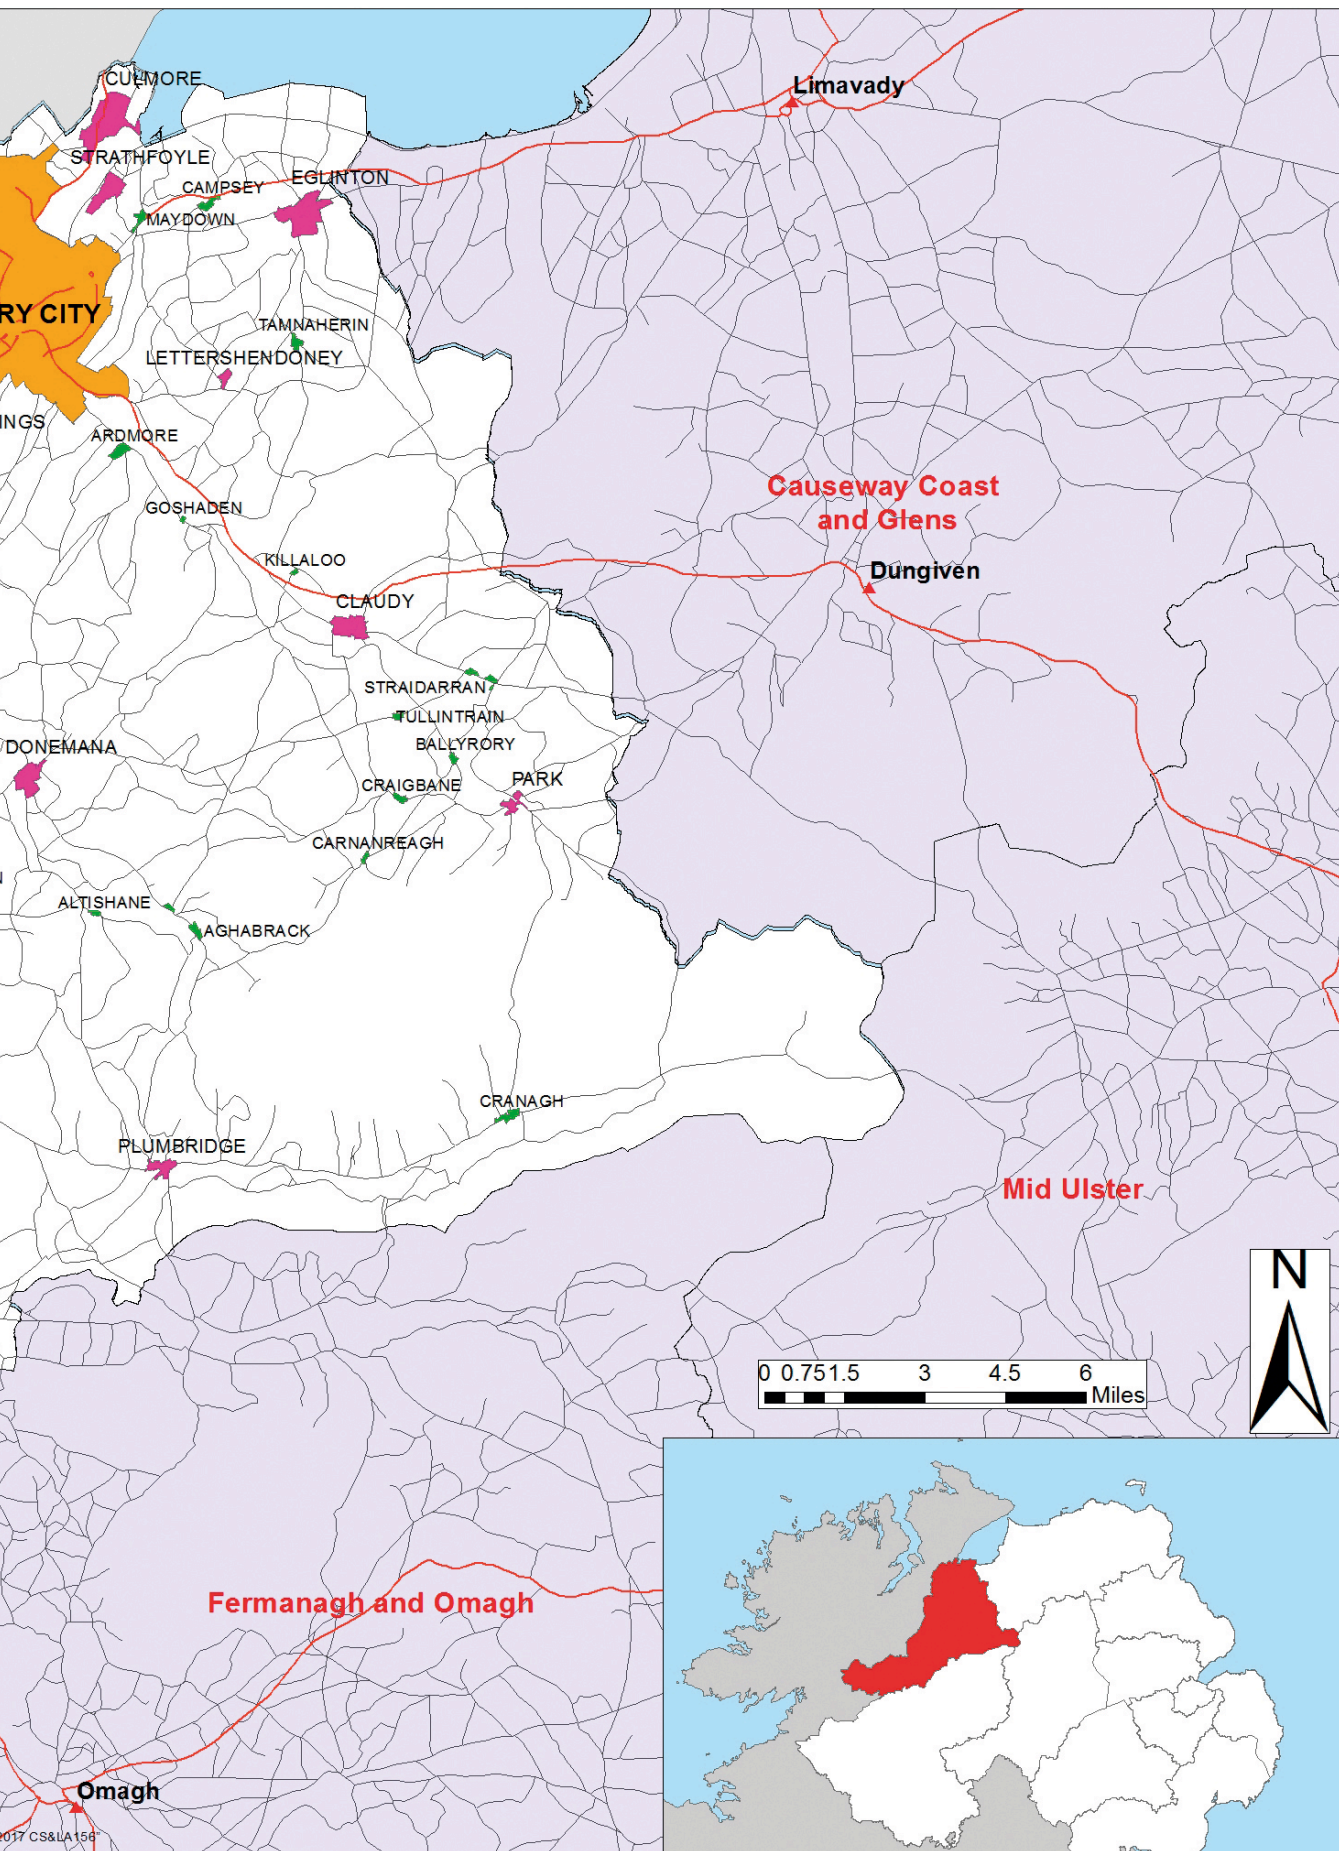 CULMORE
Limavady
STRATHFOYLE
CAMPSEY
EGLINTON
MAYDOWN
RY CITY
TAMNAHERIN
LETTERSHENDONEY
INGS
ARDMORE
Causeway Coast
and Glens
GOSHADEN
KILLALOO
Dungiven
CLAUDY
STRAIDARRAN
TULLINTRAIN
BALLYRORY
DONEMANA
CRAIGBANE
PARK
CARNANREAGH
N
ALTISHANE
AGHABRACK
CRANAGH
PLUMBRIDGE
Mid Ulster
N
0 0.75 1.5 3 4.5 6
Miles
Fermanagh and Omagh
Omagh
2017 CS&LA156"